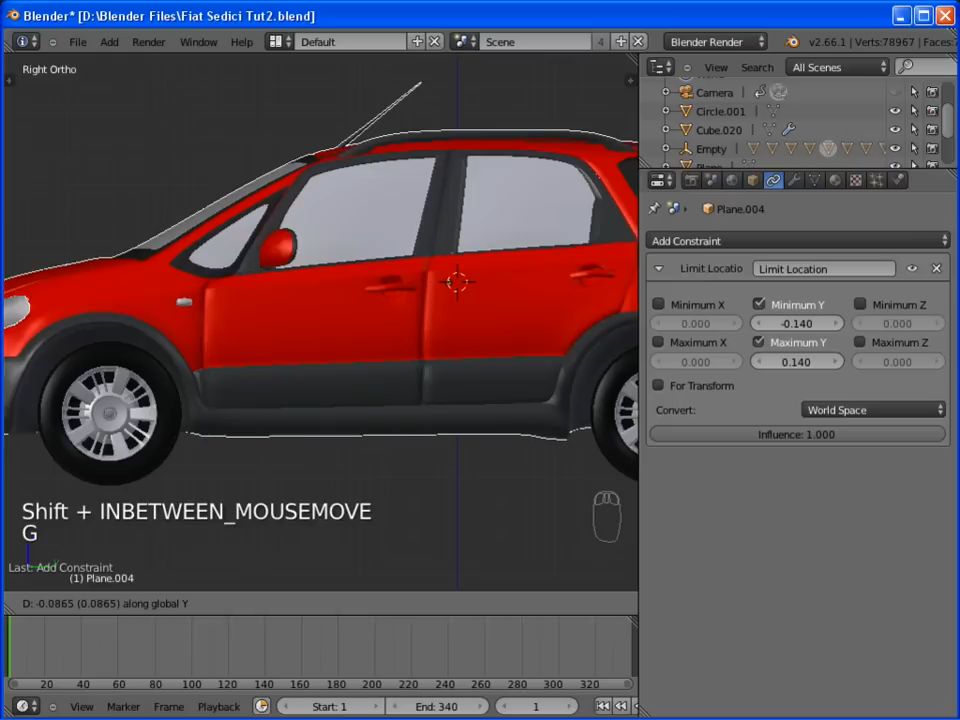 Blender* [D:\Blender Files\Fiat Sedici Tut2.blend]
File Add Render Window Help Default Scene 4 Blender Render v2.66.1 | Verts:78967 | Faces:7
Right Ortho
View Search All Scenes
Camera
Circle.001
Cube.020
Empty
Plane.004
Add Constraint
Limit Locatio Limit Location
Minimum X Minimum Y Minimum Z
0.000 -0.140 0.000
Maximum X Maximum Y Maximum Z
0.000 0.140 0.000
For Transform
Convert: World Space
Influence: 1.000
Shift + INBETWEEN_MOUSEMOVE
G
Last: Add Constraint
(1) Plane.004
D: -0.0865 (0.0865) along global Y
20 40 60 80 100 120 140 160 180 200 220 240 260 280 300 320
View Marker Frame Playback Start: 1 End: 340 1